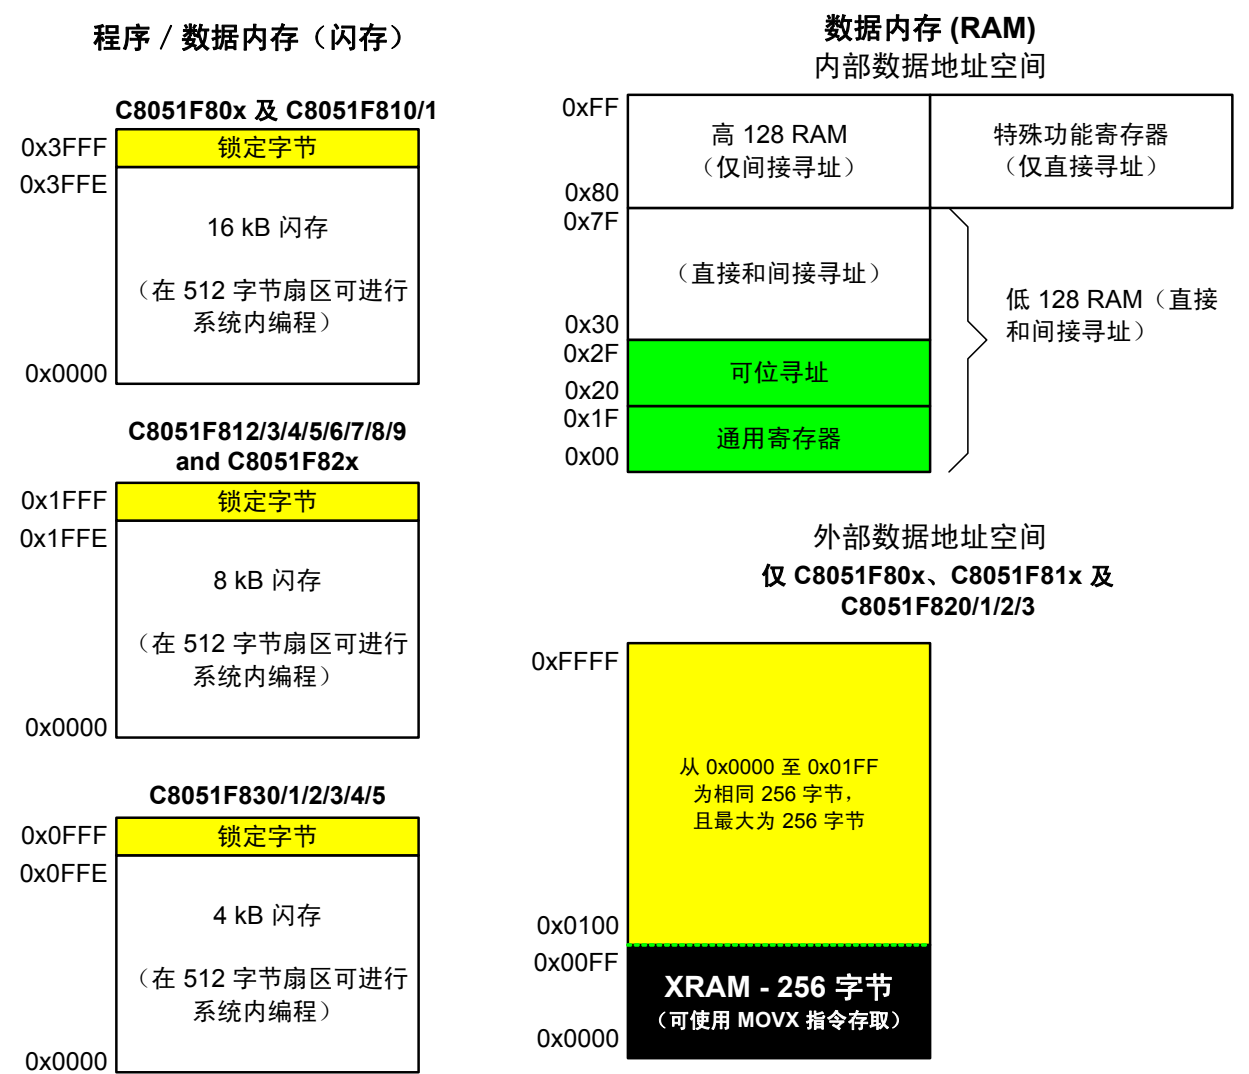 程序 / 数据内存（闪存）
C8051F80x 及 C8051F810/1
0x3FFF
锁定字节
0x3FFE
16 kB 闪存
（在 512 字节扇区可进行
系统内编程）
0x0000
C8051F812/3/4/5/6/7/8/9
and C8051F82x
0x1FFF
锁定字节
0x1FFE
8 kB 闪存
（在 512 字节扇区可进行
系统内编程）
0x0000
C8051F830/1/2/3/4/5
0x0FFF
锁定字节
0x0FFE
4 kB 闪存
（在 512 字节扇区可进行
系统内编程）
0x0000
数据内存 (RAM)
内部数据地址空间
0xFF
高 128 RAM
（仅间接寻址）
特殊功能寄存器
（仅直接寻址）
0x80
0x7F
（直接和间接寻址）
0x30
低 128 RAM（直接
和间接寻址）
0x2F
可位寻址
0x20
0x1F
通用寄存器
0x00
外部数据地址空间
仅 C8051F80x、C8051F81x 及
C8051F820/1/2/3
0xFFFF
从 0x0000 至 0x01FF
为相同 256 字节，
且最大为 256 字节
0x0100
0x00FF
XRAM - 256 字节
（可使用 MOVX 指令存取）
0x0000